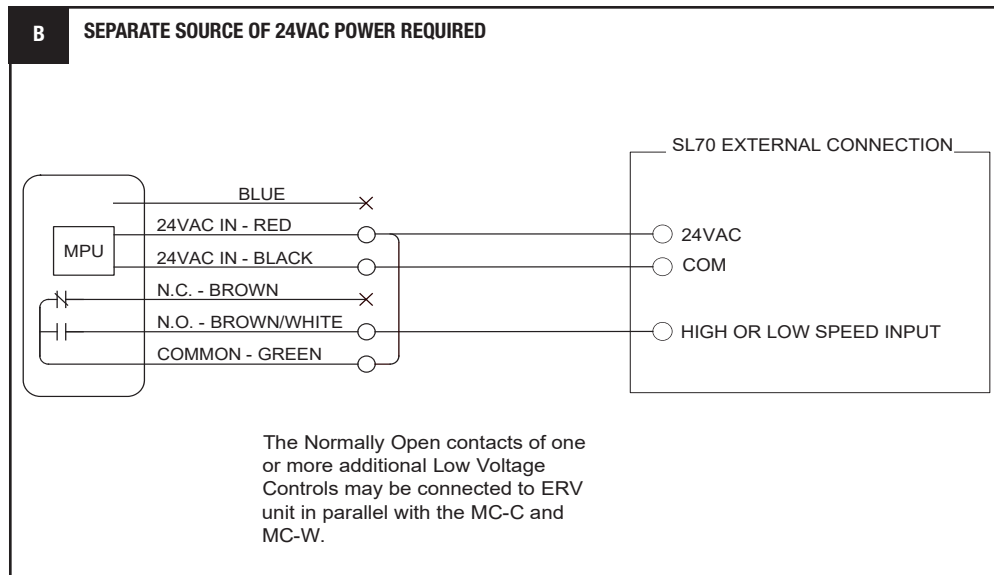 B
SEPARATE SOURCE OF 24VAC POWER REQUIRED
SL70 EXTERNAL CONNECTION
BLUE
24VAC IN - RED
24VAC
MPU
24VAC IN - BLACK
COM
N.C. - BROWN
N.O. - BROWN/WHITE
HIGH OR LOW SPEED INPUT
COMMON - GREEN
The Normally Open contacts of one
or more additional Low Voltage
Controls may be connected to ERV
unit in parallel with the MC-C and
MC-W.